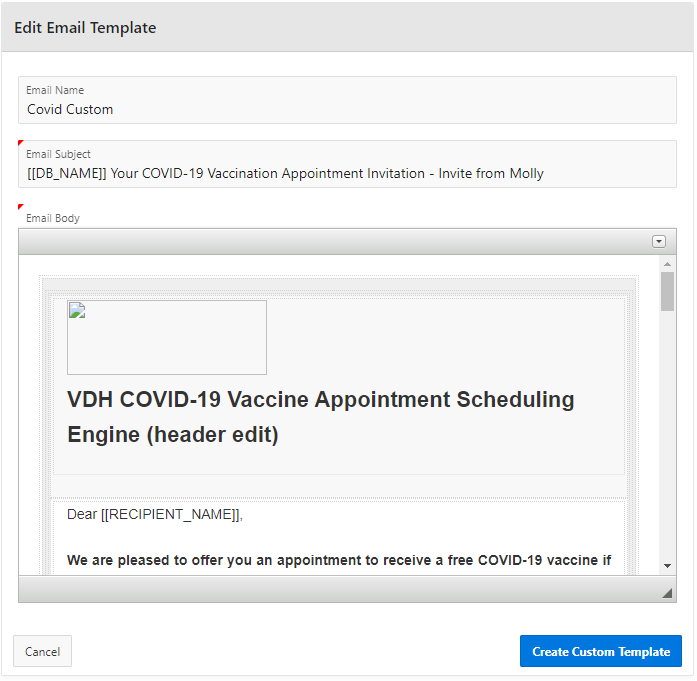 Edit Email Template
Email Name
Covid Custom
Email Subject
[[DB_NAME]] Your COVID-19 Vaccination Appointment Invitation - Invite from Molly
Email Body
VDH COVID-19 Vaccine Appointment Scheduling
Engine (header edit)
Dear [[RECIPIENT_NAME]],
We are pleased to offer you an appointment to receive a free COVID-19 vaccine if
Cancel
Create Custom Template